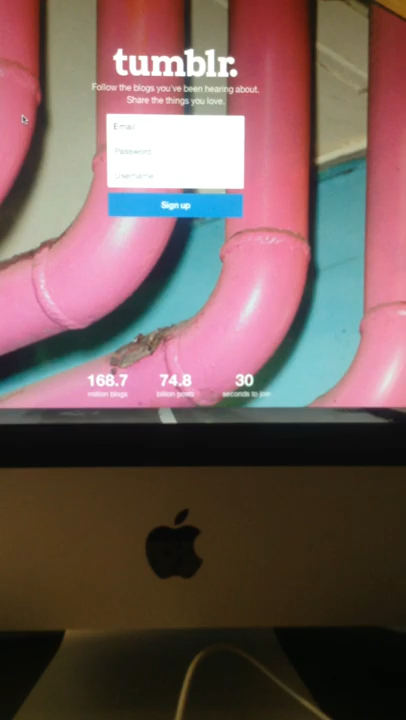 tumblr.
Follow the blogs you've been hearing about.
Share the things you love.
Email
Password
Username
Sign up
168.7 74.8 30
million blogs billion posts seconds to join